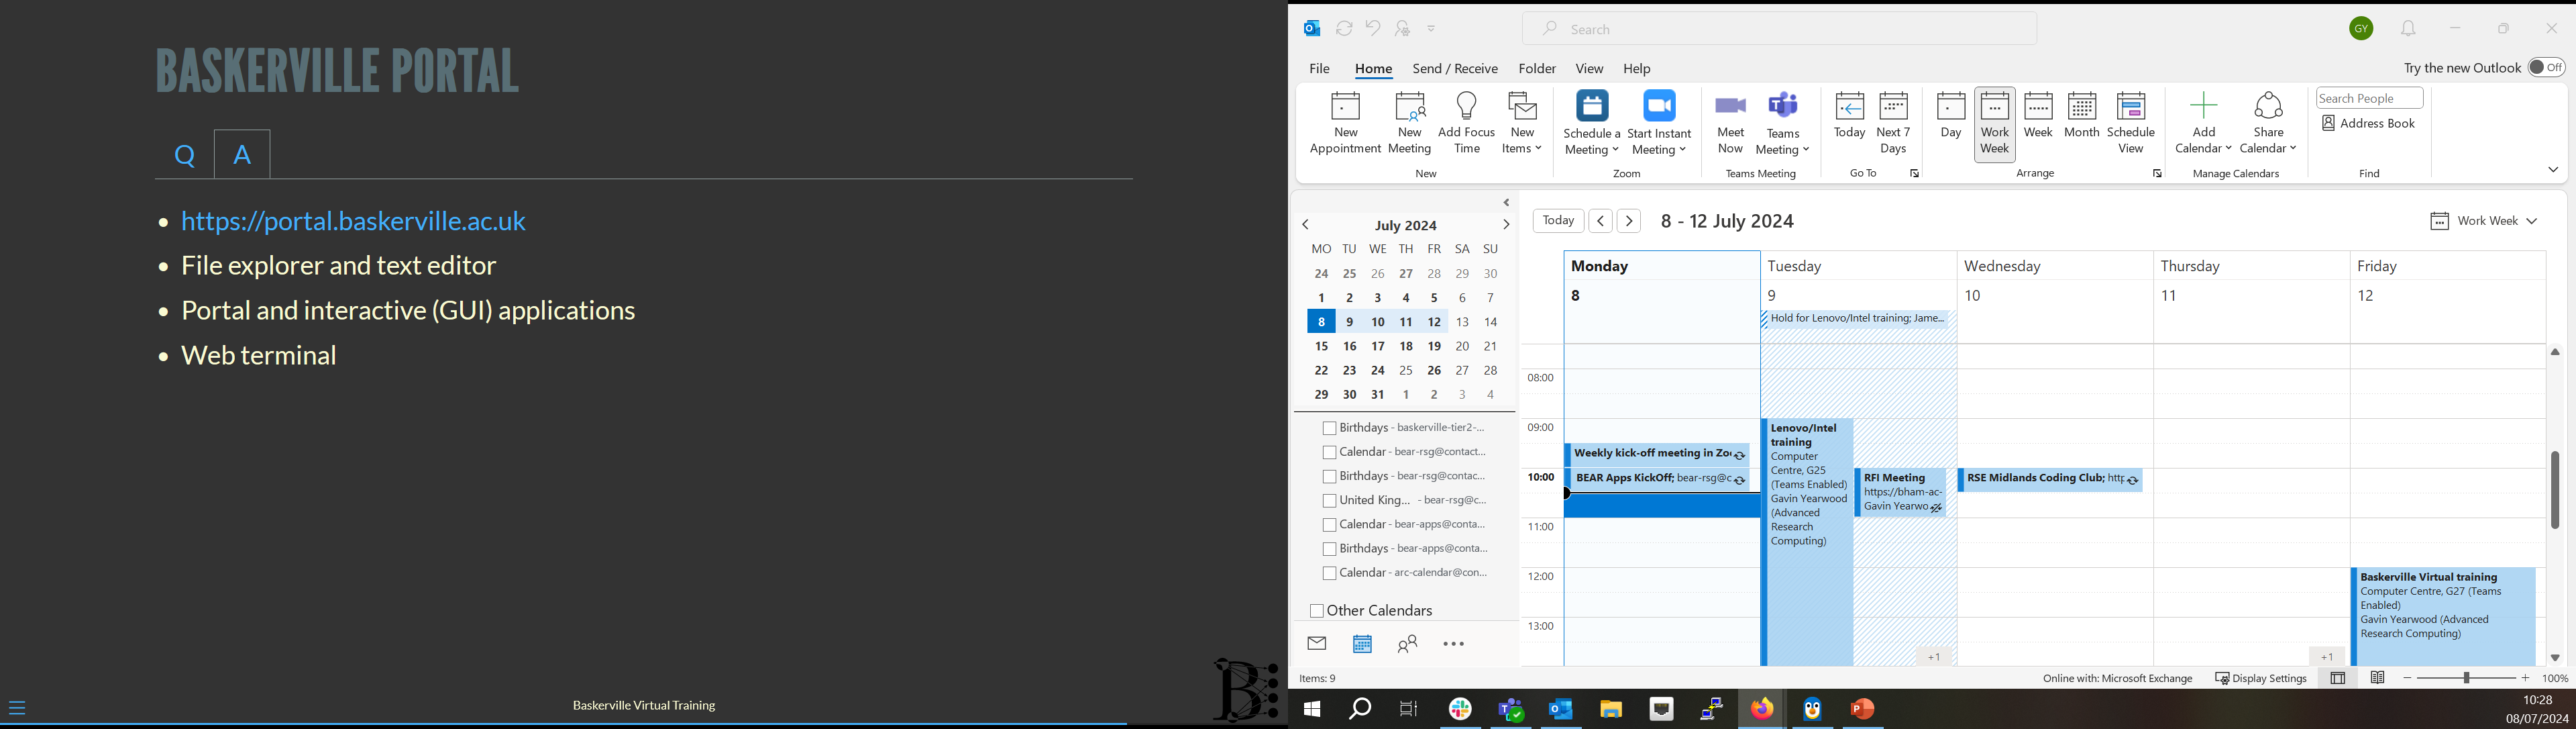 BASKERVILLE PORTAL
Q A
https://portal.baskerville.ac.uk
File explorer and text editor
Portal and interactive (GUI) applications
Web terminal
Baskerville Virtual Training
Search
GY
File Home Send / Receive Folder View Help
Try the new Outlook Off
New Appointment
New Meeting
Add Focus Time
New Items
Schedule a Meeting
Start Instant Meeting
Meet Now
Teams Meeting
Today
Next 7 Days
Day
Work Week
Week
Month
Schedule View
Add Calendar
Share Calendar
Search People
Address Book
New
Zoom
Teams Meeting
Go To
Arrange
Manage Calendars
Find
July 2024
MO TU WE TH FR SA SU
24 25 26 27 28 29 30
1 2 3 4 5 6 7
8 9 10 11 12 13 14
15 16 17 18 19 20 21
22 23 24 25 26 27 28
29 30 31 1 2 3 4
Birthdays - baskerville-tier2-...
Calendar - bear-rsg@contact...
Birthdays - bear-rsg@contac...
United King... - bear-rsg@c...
Calendar - bear-apps@conta...
Birthdays - bear-apps@conta...
Calendar - arc-calendar@con...
Other Calendars
Items: 9
Today
8 - 12 July 2024
Work Week
Monday Tuesday Wednesday Thursday Friday
8 9 10 11 12
Hold for Lenovo/Intel training; Jame...
08:00
09:00
10:00
11:00
12:00
13:00
Weekly kick-off meeting in Zo
BEAR Apps KickOff; bear-rsg@c
Lenovo/Intel
training
Computer
Centre, G25
(Teams Enabled)
Gavin Yearwood
(Advanced
Research
Computing)
RFI Meeting
https://bham-ac-
Gavin Yearwo
RSE Midlands Coding Club; http
Baskerville Virtual training
Computer Centre, G27 (Teams
Enabled)
Gavin Yearwood (Advanced
Research Computing)
+1
+1
Online with: Microsoft Exchange
Display Settings
100%
10:28
08/07/2024